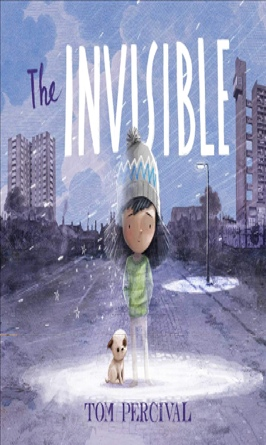 The INVISIBLE
TOM PERCIVAL